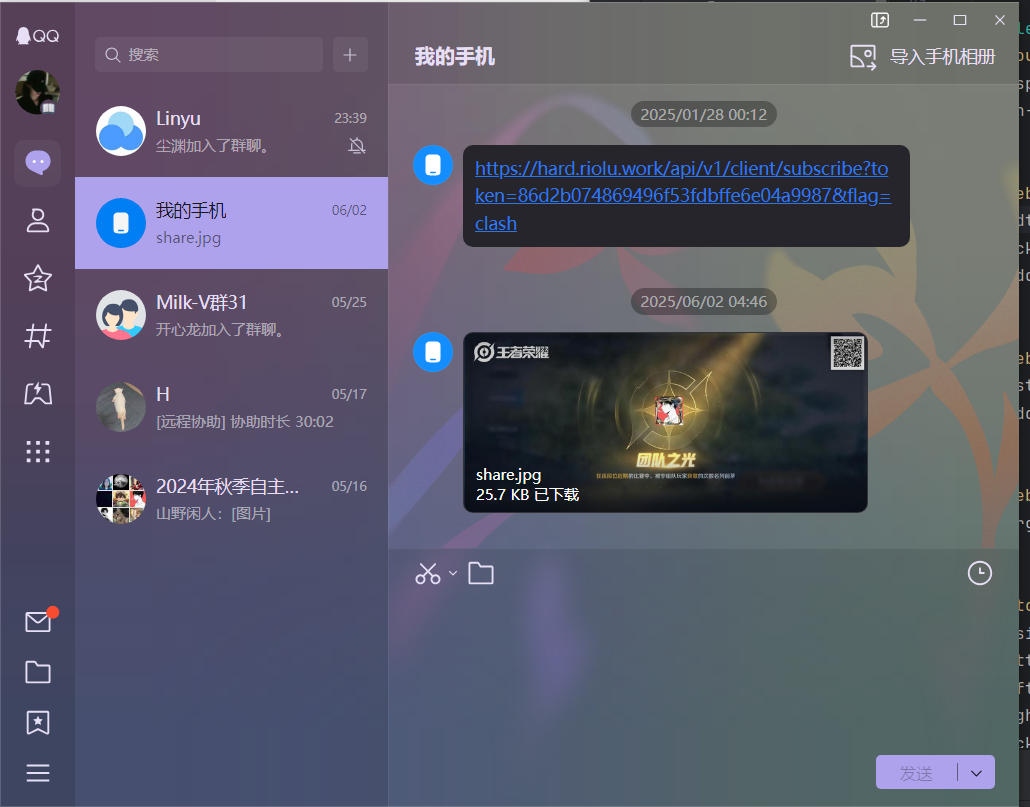 QQ
搜索
Linyu
23:39
尘渊加入了群聊。
我的手机
06/02
share.jpg
Milk-V群31
05/25
开心龙加入了群聊。
H
05/17
[远程协助] 协助时长 30:02
2024年秋季自主...
05/16
山野闲人：[图片]
我的手机
导入手机相册
2025/01/28 00:12
https://hard.riolu.work/api/v1/client/subscribe?to
ken=86d2b074869496f53fdbffe6e04a9987&flag=
clash
2025/06/02 04:46
王者荣耀
团队之光
share.jpg
25.7 KB 已下载
发送